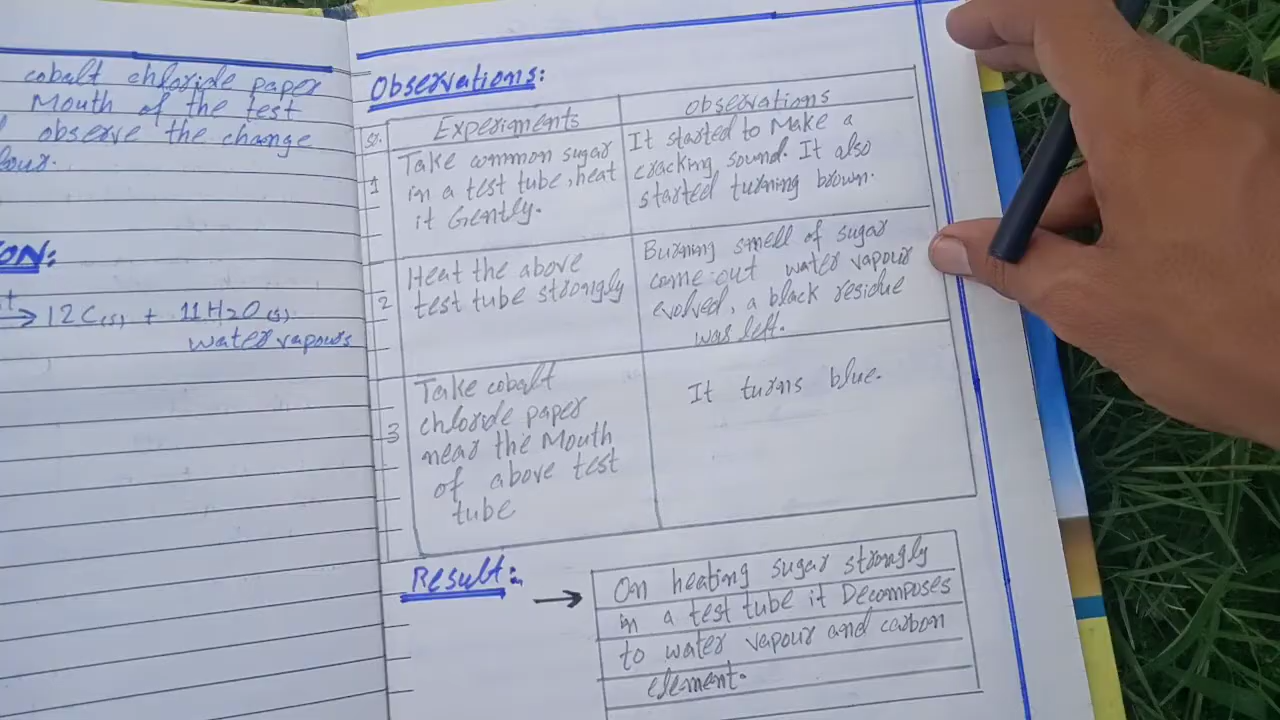 cobalt chloride paper
Mouth of the test
observe the change
ON:
→ 12C(s) + 11H2O(g)
water vapours
Observations:
Sr. Experiments observations
1 Take common sugar
in a test tube, heat
it Gently.
It started to Make a
cracking sound. It also
started turning brown.
2 Heat the above
test tube strongly
Burning smell of sugar
come out water vapour
evolved, a black residue
was left.
3 Take cobalt
chloride paper
near the Mouth
of above test
tube
It turns blue.
Result: →
On heating sugar strongly
in a test tube it Decomposes
to water vapour and carbon
element.